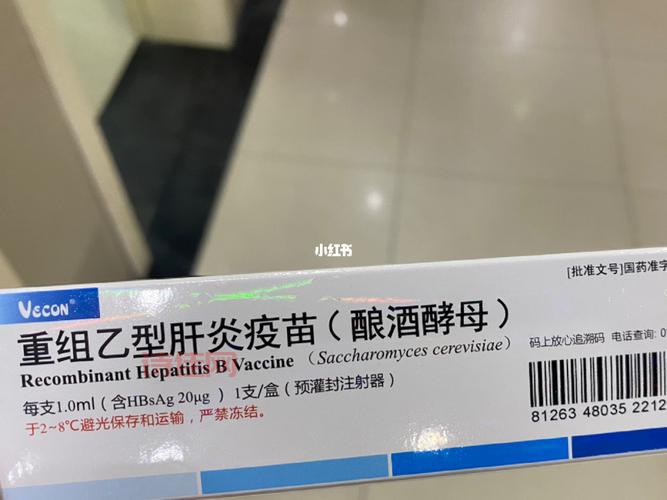 小红书
[批准文号]国药准字
VECON®
重组乙型肝炎疫苗（酿酒酵母）
码上放心追溯码 电话查询：0
Recombinant Hepatitis B Vaccine （Saccharomyces cerevisiae）
每支1.0ml（含HBsAg 20μg） 1支/盒（预灌封注射器）
于2~8℃避光保存和运输，严禁冻结。
81263 48035 2212